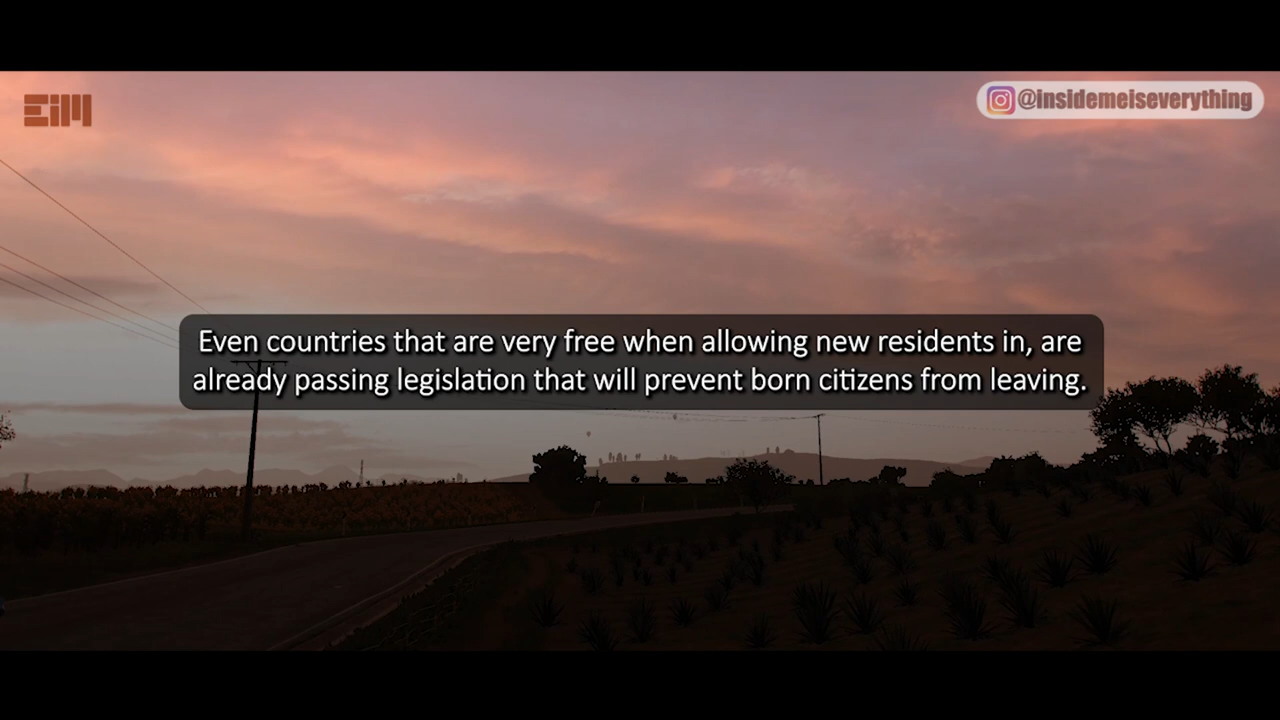 EiM
@insidemeiseverything
Even countries that are very free when allowing new residents in, are
already passing legislation that will prevent born citizens from leaving.